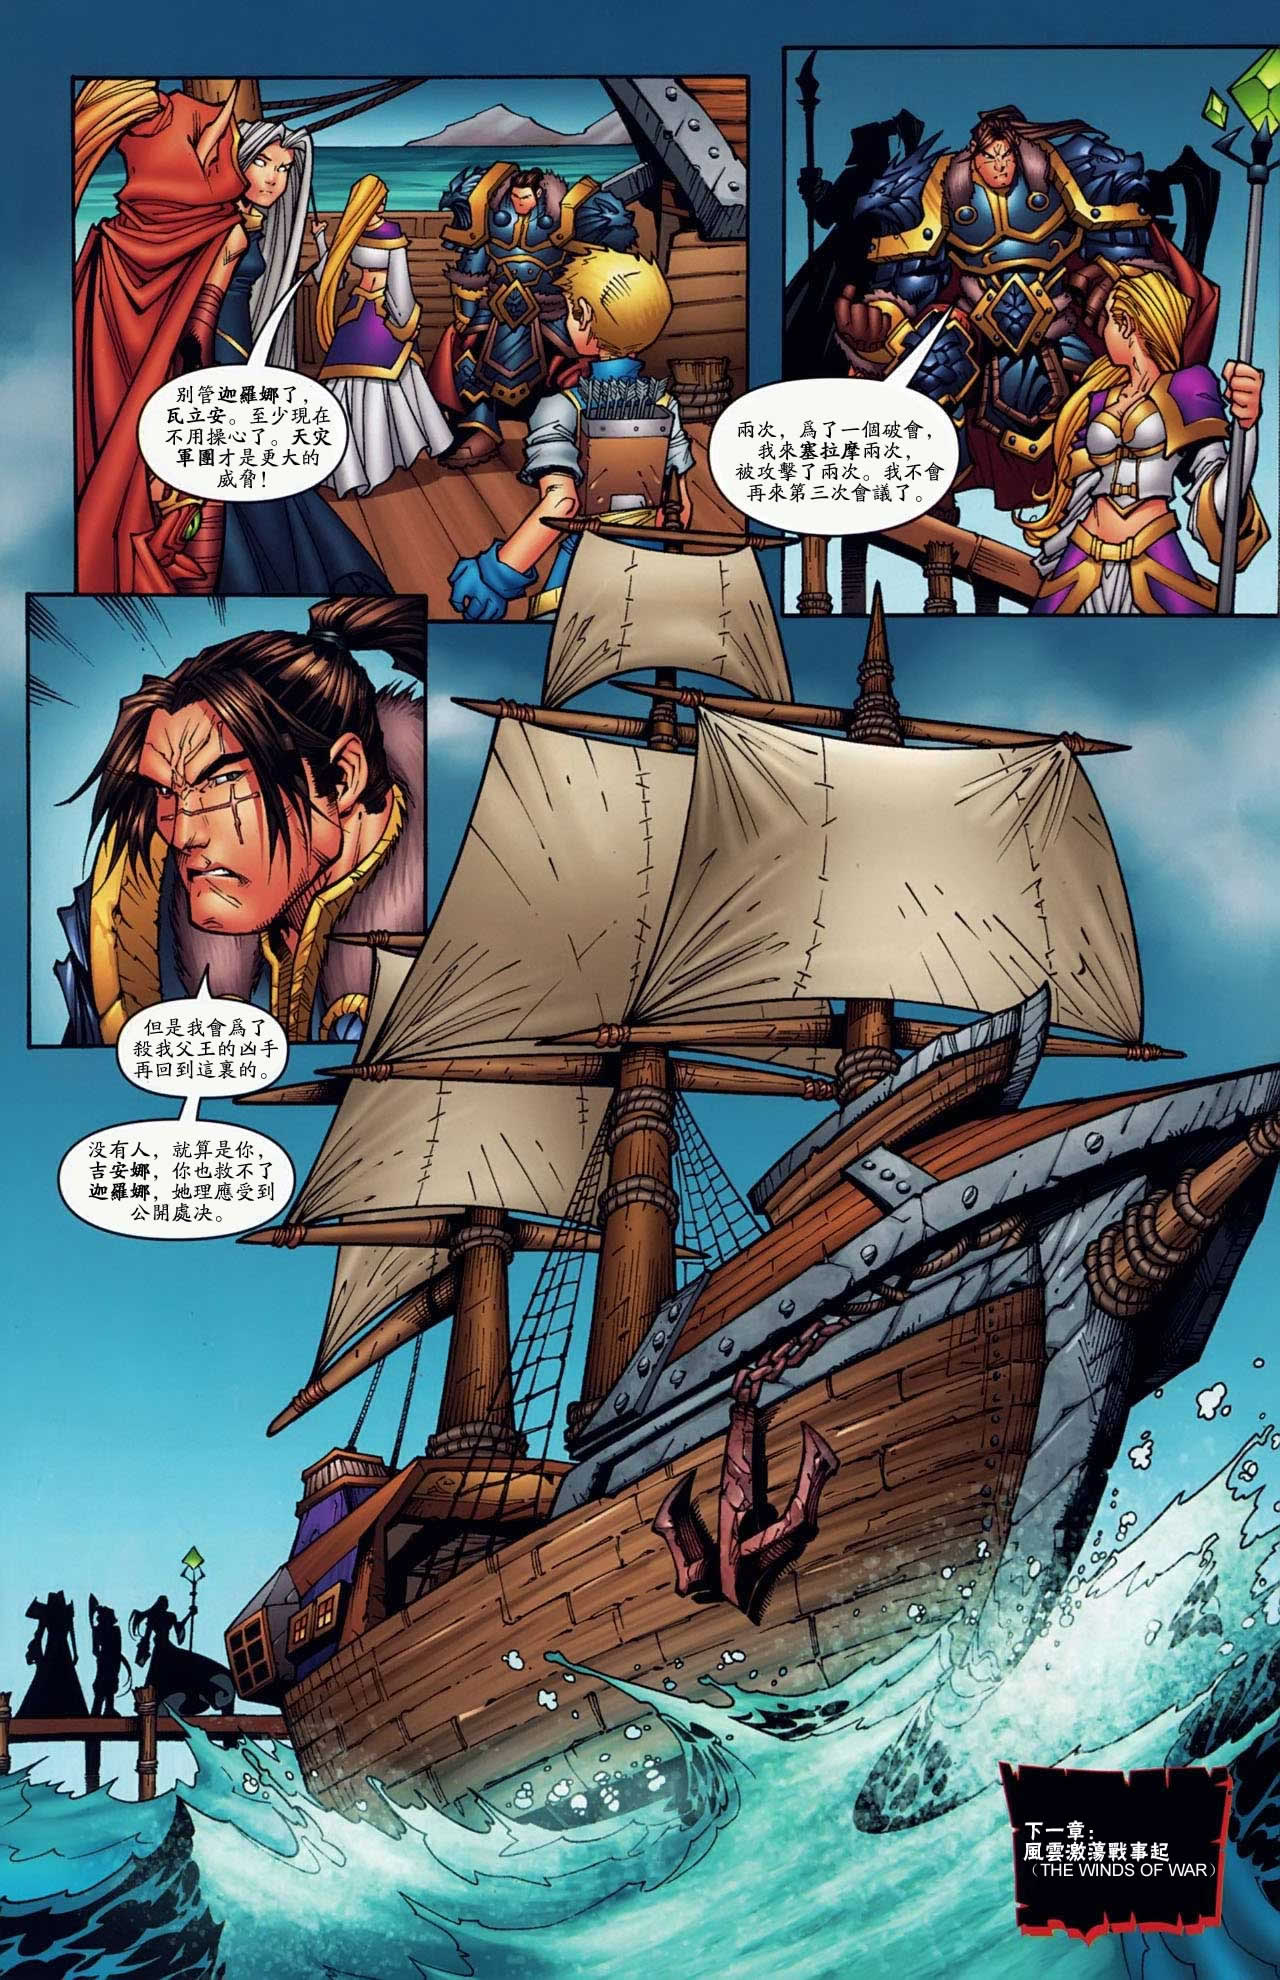 別管迦羅娜了，
瓦立安。至少現在
不用操心了。天灾
軍團才是更大的
威脅！
兩次，爲了一個破會，
我來塞拉摩兩次，
被攻擊了兩次。我不會
再來第三次會議了。
但是我會爲了
殺我父王的凶手
再回到這裏的。
没有人，就算是你，
吉安娜，你也救不了
迦羅娜，她理應受到
公開處决。
下一章：
風雲激蕩戰事起
（THE WINDS OF WAR）